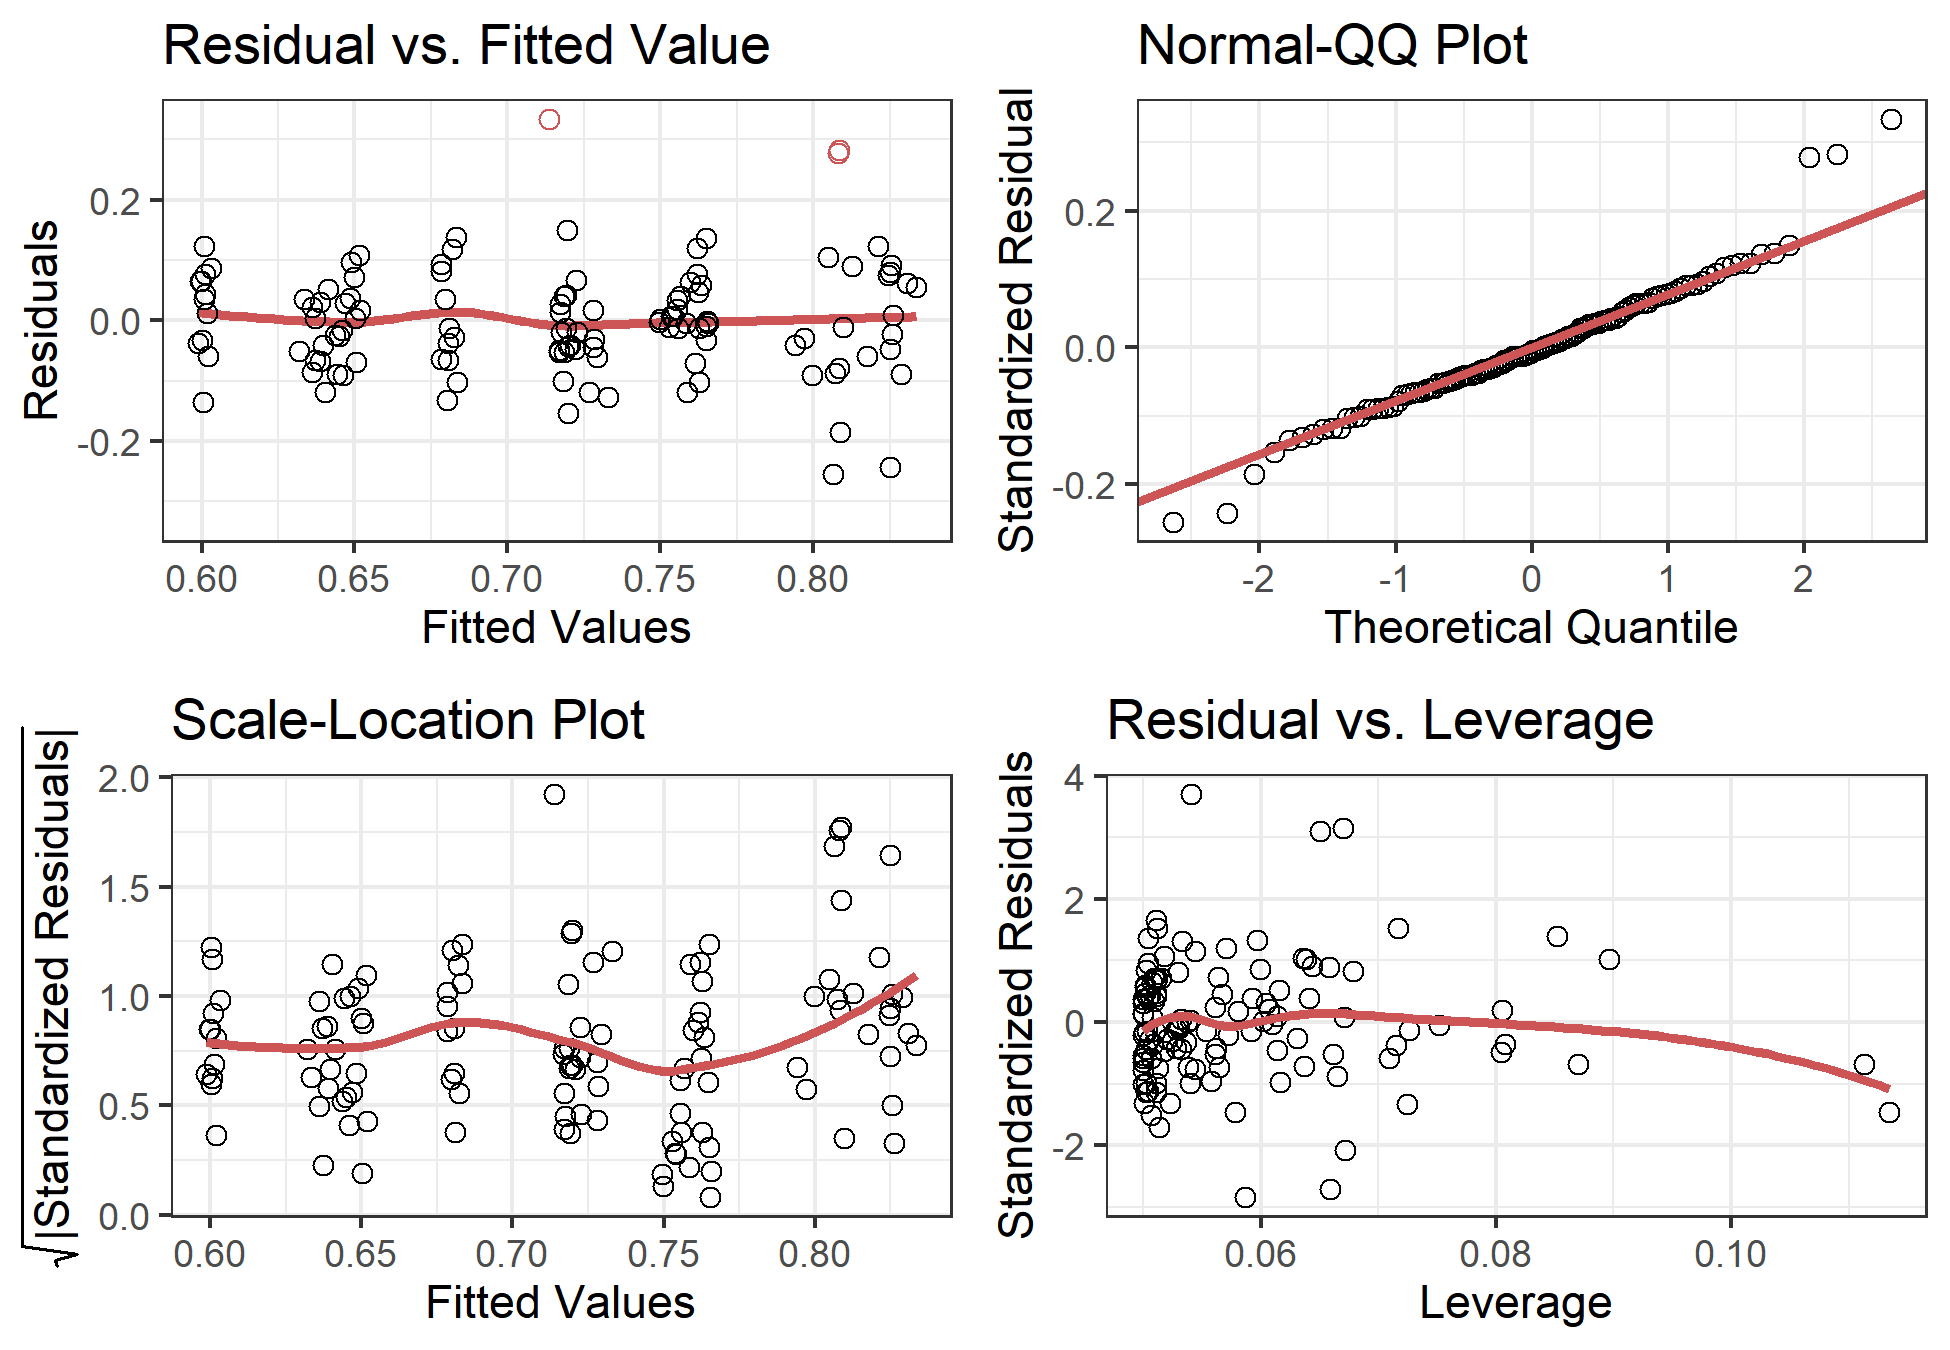 Residual vs. Fitted Value
Residuals
0.2
0.0
-0.2
0.60 0.65 0.70 0.75 0.80
Fitted Values
Normal-QQ Plot
Standardized Residual
0.2
0.0
-0.2
-2 -1 0 1 2
Theoretical Quantile
Scale-Location Plot
√|Standardized Residuals|
2.0
1.5
1.0
0.5
0.0
0.60 0.65 0.70 0.75 0.80
Fitted Values
Residual vs. Leverage
Standardized Residuals
4
2
0
-2
0.06 0.08 0.10
Leverage